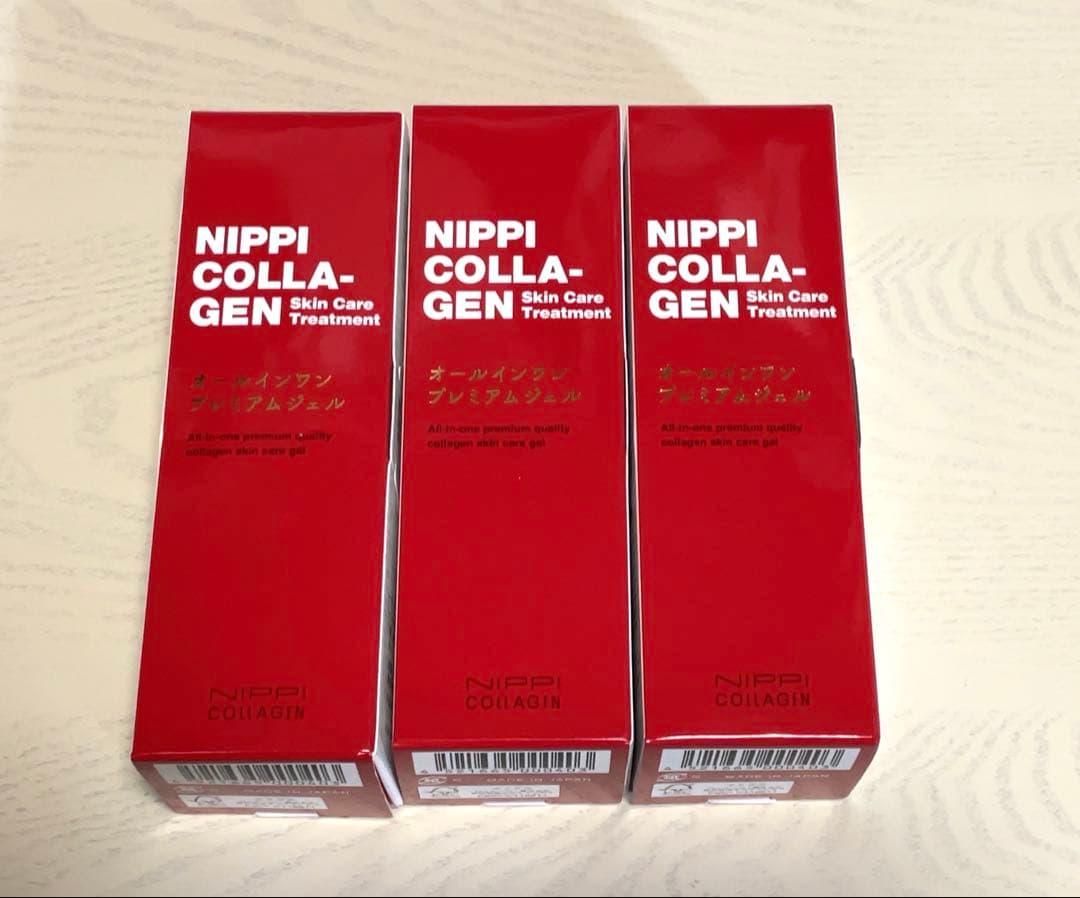 NIPPI
COLLA-
GEN Skin Care
Treatment
オールインワン
プレミアムジェル
All-in-one premium quality
collagen skin care gel
NIPPI
COLLAGEN
NIPPI
COLLA-
GEN Skin Care
Treatment
オールインワン
プレミアムジェル
All-in-one premium quality
collagen skin care gel
NIPPI
COLLAGEN
MADE IN JAPAN
NIPPI
COLLA-
GEN Skin Care
Treatment
オールインワン
プレミアムジェル
All-in-one premium quality
collagen skin care gel
NIPPI
COLLAGEN
MADE IN JAPAN